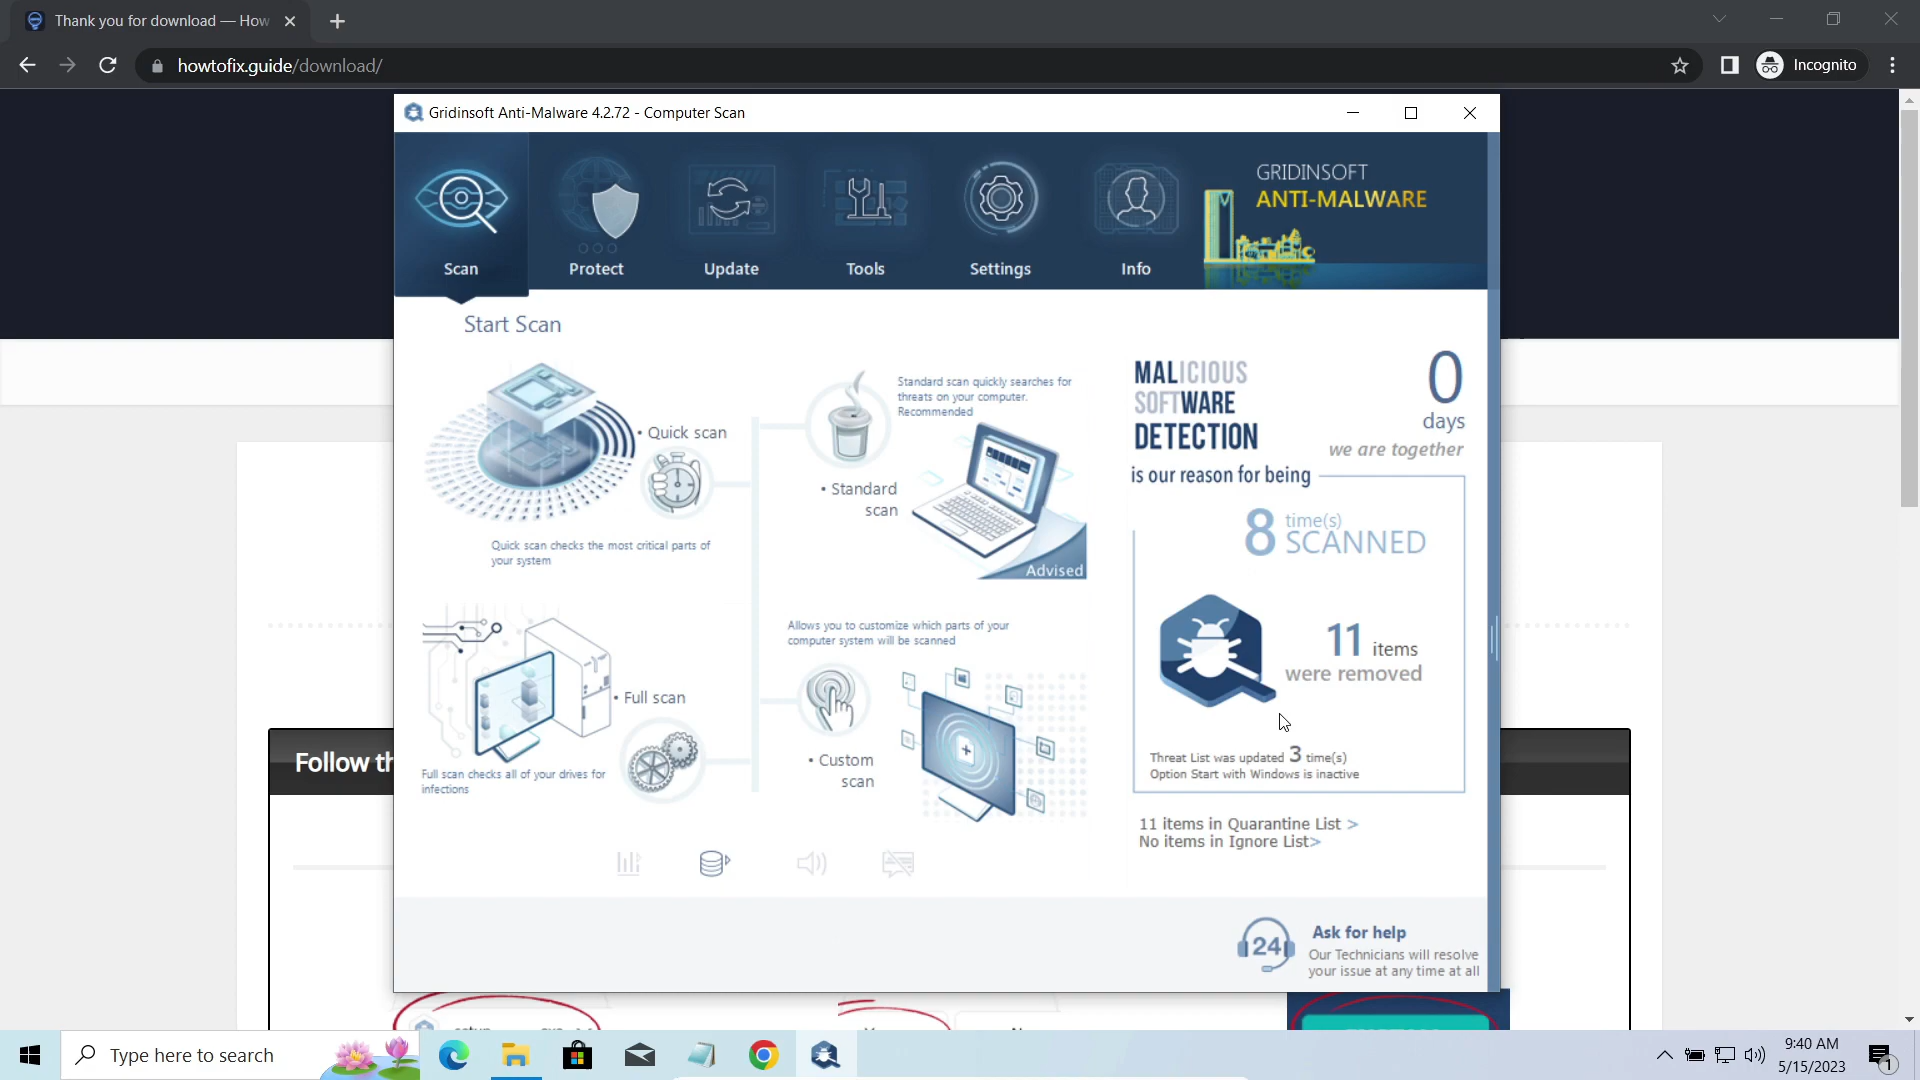 Thank you for download — How
howtofix.guide/download/
Incognito
Gridinsoft Anti-Malware 4.2.72 - Computer Scan
Scan
Protect
Update
Tools
Settings
Info
GRIDINSOFT
ANTI-MALWARE
Start Scan
• Quick scan
Quick scan checks the most critical parts of
your system
Standard scan quickly searches for
threats on your computer.
Recommended
• Standard
scan
Advised
• Full scan
Full scan checks all of your drives for
infections
Allows you to customize which parts of your
computer system will be scanned
• Custom
scan
MALICIOUS
SOFTWARE
DETECTION
is our reason for being
0
days
we are together
8 time(s)
SCANNED
11 items
were removed
Threat List was updated 3 time(s)
Option Start with Windows is inactive
11 items in Quarantine List >
No items in Ignore List>
24
Ask for help
Our Technicians will resolve
your issue at any time at all
Follow th
Type here to search
9:40 AM
5/15/2023
1